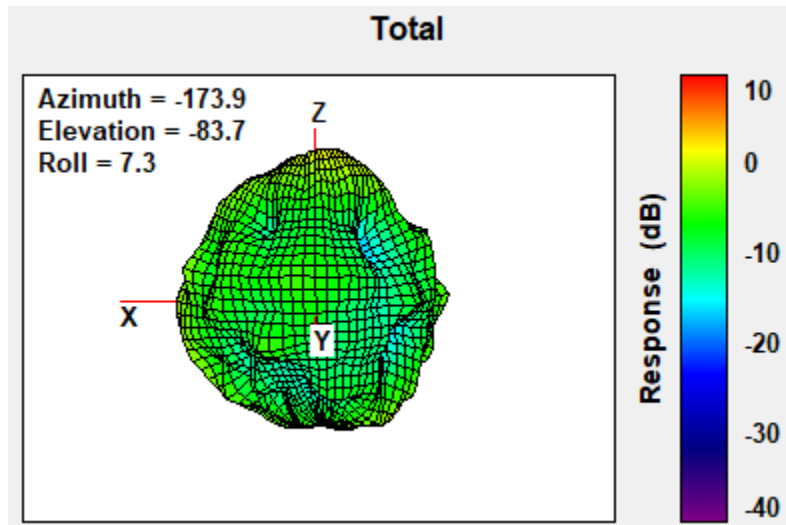 Total
Azimuth = -173.9
Elevation = -83.7
Roll = 7.3
Z
X
Y
10
0
-10
-20
-30
-40
Response (dB)